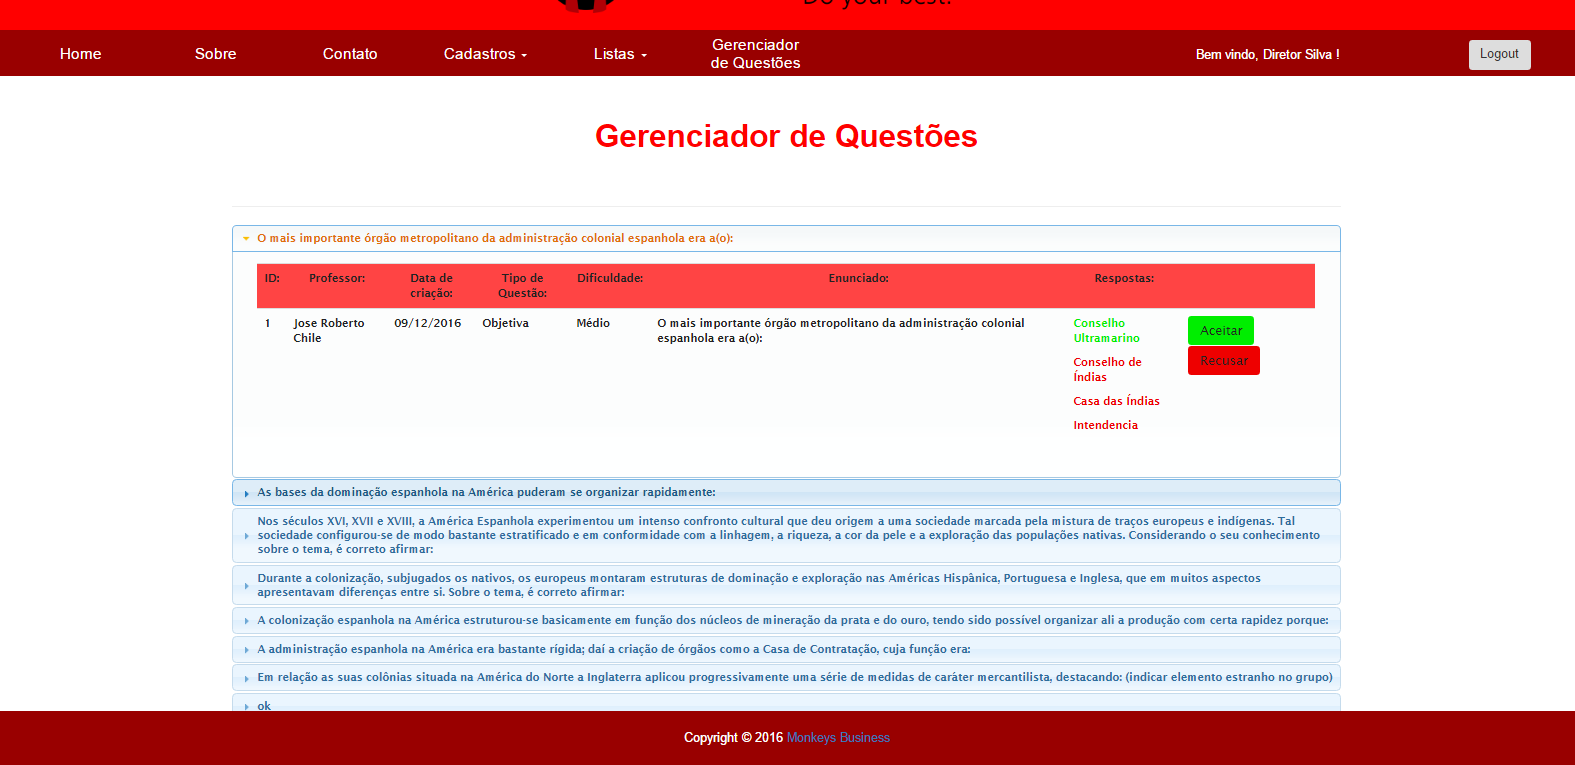 Do your best!
Home Sobre Contato Cadastros Listas Gerenciador de Questões Bem vindo, Diretor Silva ! Logout
Gerenciador de Questões
O mais importante órgão metropolitano da administração colonial espanhola era a(o):
ID: Professor: Data de criação: Tipo de Questão: Dificuldade: Enunciado: Respostas:
1 Jose Roberto Chile 09/12/2016 Objetiva Médio O mais importante órgão metropolitano da administração colonial espanhola era a(o):
Conselho Ultramarino
Conselho de Índias
Casa das Índias
Intendencia
Aceitar
Recusar
As bases da dominação espanhola na América puderam se organizar rapidamente:
Nos séculos XVI, XVII e XVIII, a América Espanhola experimentou um intenso confronto cultural que deu origem a uma sociedade marcada pela mistura de traços europeus e indígenas. Tal
sociedade configurou-se de modo bastante estratificado e em conformidade com a linhagem, a riqueza, a cor da pele e a exploração das populações nativas. Considerando o seu conhecimento
sobre o tema, é correto afirmar:
Durante a colonização, subjugados os nativos, os europeus montaram estruturas de dominação e exploração nas Américas Hispânica, Portuguesa e Inglesa, que em muitos aspectos
apresentavam diferenças entre si. Sobre o tema, é correto afirmar:
A colonização espanhola na América estruturou-se basicamente em função dos núcleos de mineração da prata e do ouro, tendo sido possível organizar ali a produção com certa rapidez porque:
A administração espanhola na América era bastante rígida; daí a criação de órgãos como a Casa de Contratação, cuja função era:
Em relação as suas colônias situada na América do Norte a Inglaterra aplicou progressivamente uma série de medidas de caráter mercantilista, destacando: (indicar elemento estranho no grupo)
ok
Copyright © 2016 Monkeys Business